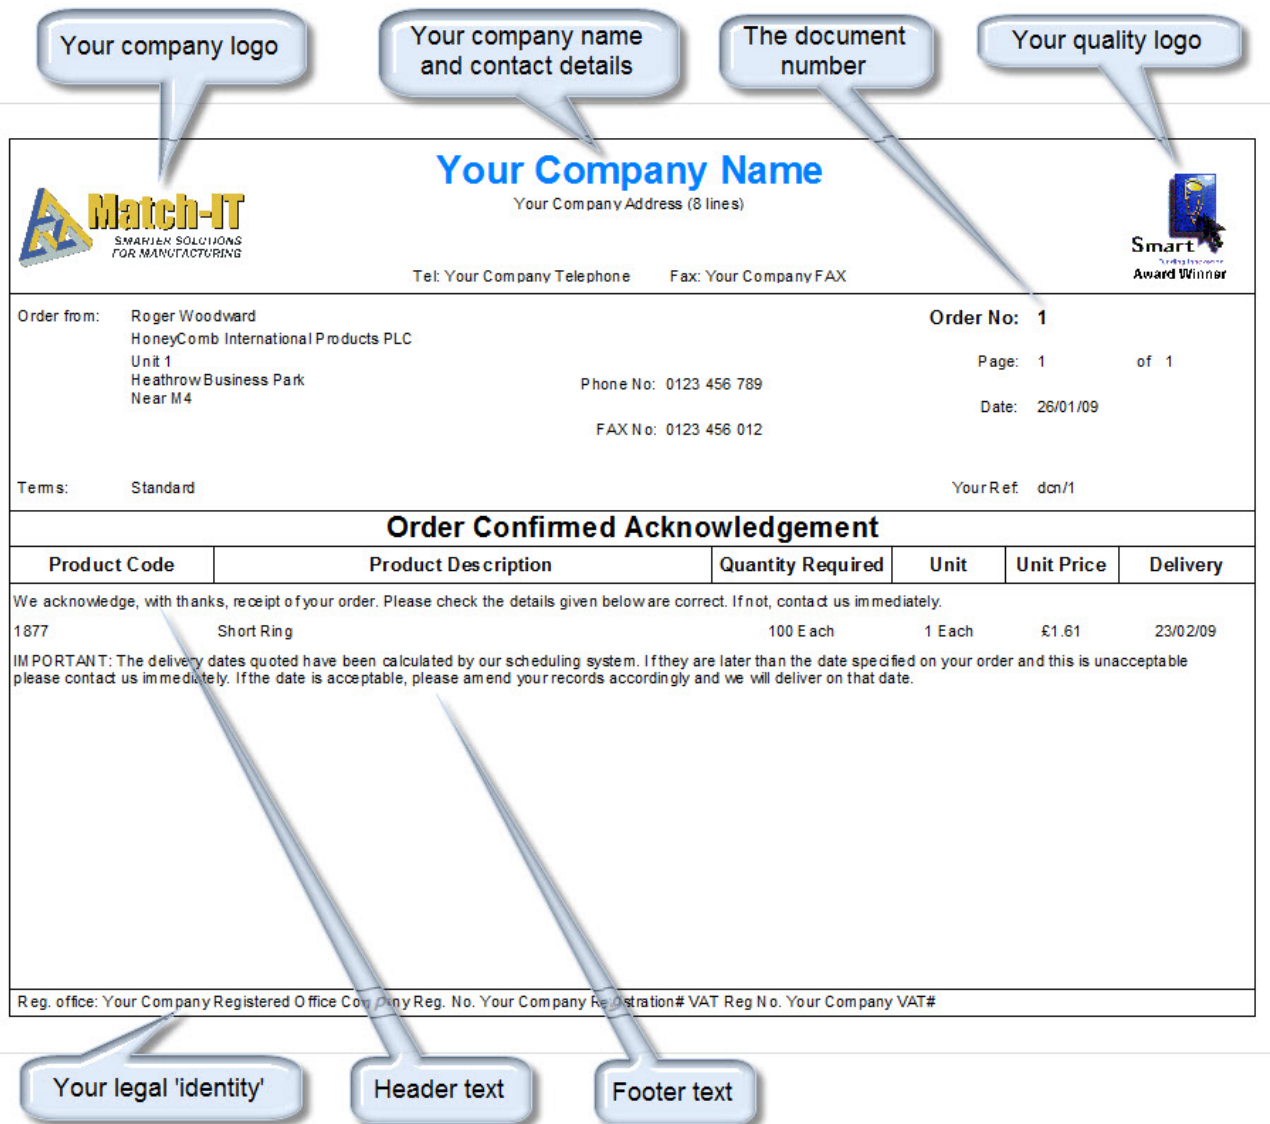 Your company logo
Your company name
and contact details
The document
number
Your quality logo
Your Company Name
Your Company Address (8 lines)
Match-IT
SMARTER SOLUTIONS
FOR MANUFACTURING
Smart
Award Winner
Tel: Your Company Telephone Fax: Your Company FAX
Order from: Roger Woodward
HoneyComb International Products PLC
Unit 1
Heathrow Business Park
Near M4
Phone No: 0123 456 789
FAX No: 0123 456 012
Order No: 1
Page: 1 of 1
Date: 26/01/09
Terms: Standard
Your Ref: dcn/1
Order Confirmed Acknowledgement
Product Code Product Description Quantity Required Unit Unit Price Delivery
We acknowledge, with thanks, receipt of your order. Please check the details given below are correct. If not, contact us immediately.
1877 Short Ring 100 Each 1 Each £1.61 23/02/09
IMPORTANT: The delivery dates quoted have been calculated by our scheduling system. If they are later than the date specified on your order and this is unacceptable
please contact us immediately. If the date is acceptable, please amend your records accordingly and we will deliver on that date.
Reg. office: Your Company Registered Office Company Reg. No. Your Company Registration# VAT Reg No. Your Company VAT#
Your legal 'identity'
Header text
Footer text